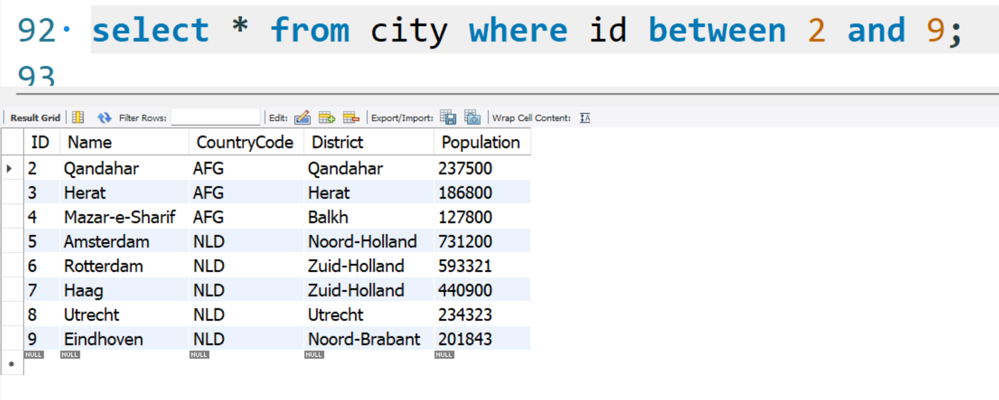 92 select * from city where id between 2 and 9;
93
Result Grid Filter Rows: Edit: Export/Import: Wrap Cell Content: IA
ID Name CountryCode District Population
2 Qandahar AFG Qandahar 237500
3 Herat AFG Herat 186800
4 Mazar-e-Sharif AFG Balkh 127800
5 Amsterdam NLD Noord-Holland 731200
6 Rotterdam NLD Zuid-Holland 593321
7 Haag NLD Zuid-Holland 440900
8 Utrecht NLD Utrecht 234323
9 Eindhoven NLD Noord-Brabant 201843
NULL NULL NULL NULL NULL